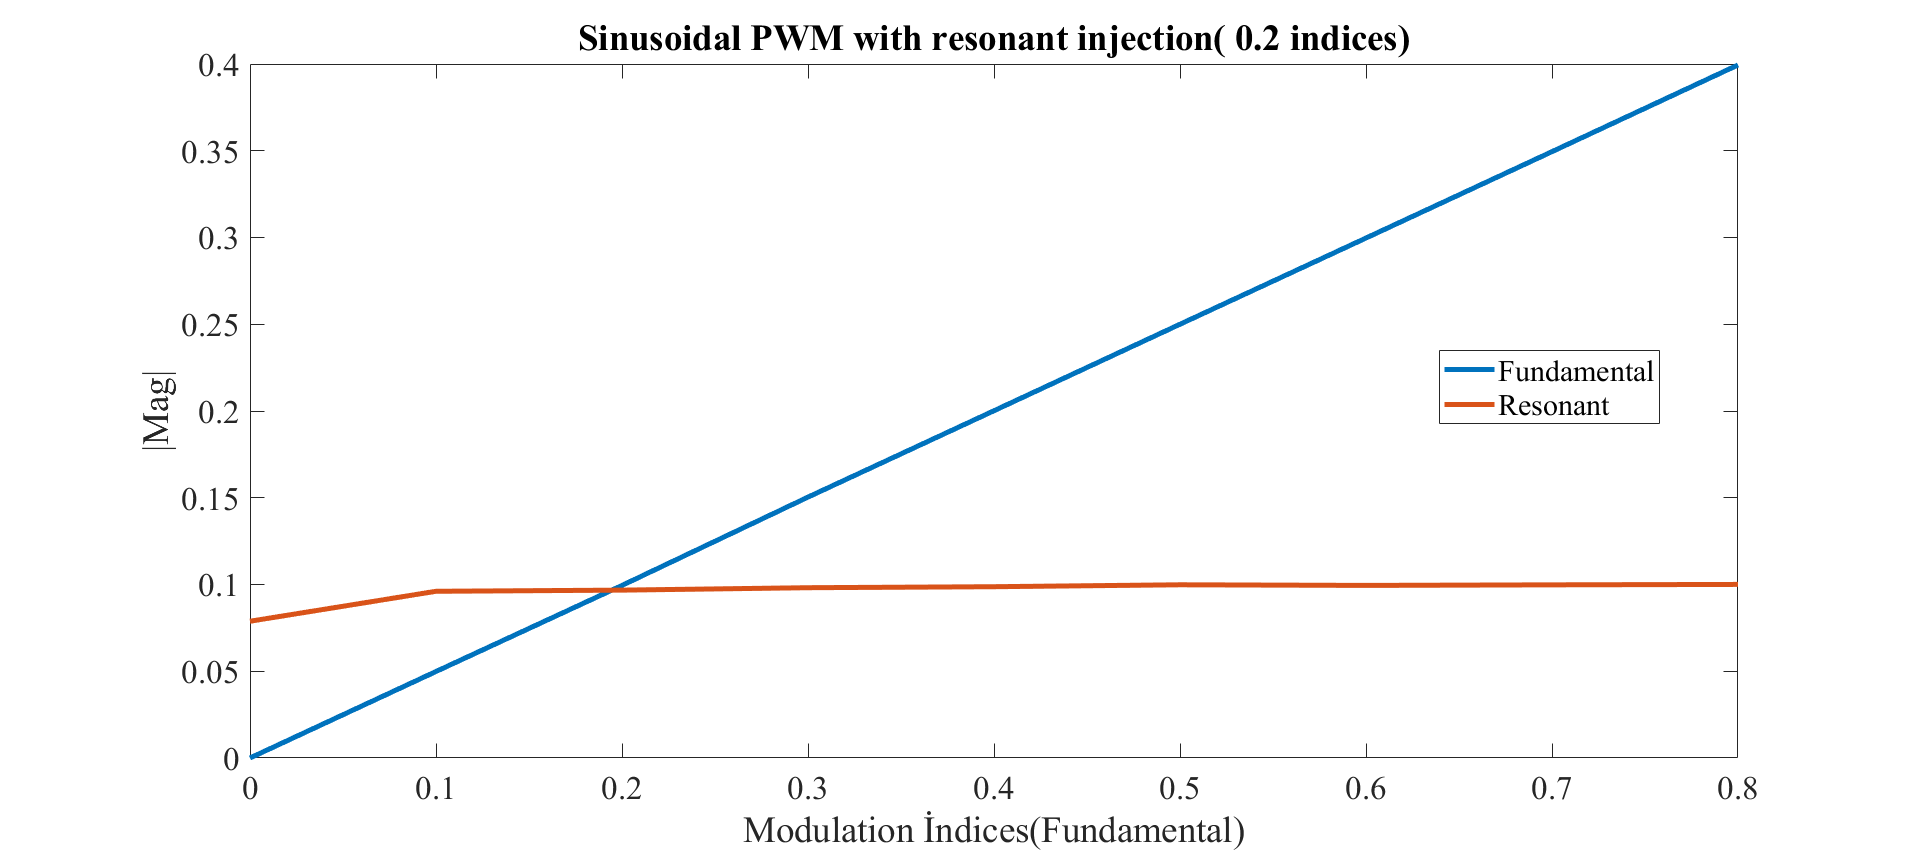 Sinusoidal PWM with resonant injection( 0.2 indices)
0.4
0.35
0.3
0.25
0.2
0.15
0.1
0.05
0
|Mag|
Fundamental
Resonant
0 0.1 0.2 0.3 0.4 0.5 0.6 0.7 0.8
Modulation İndices(Fundamental)